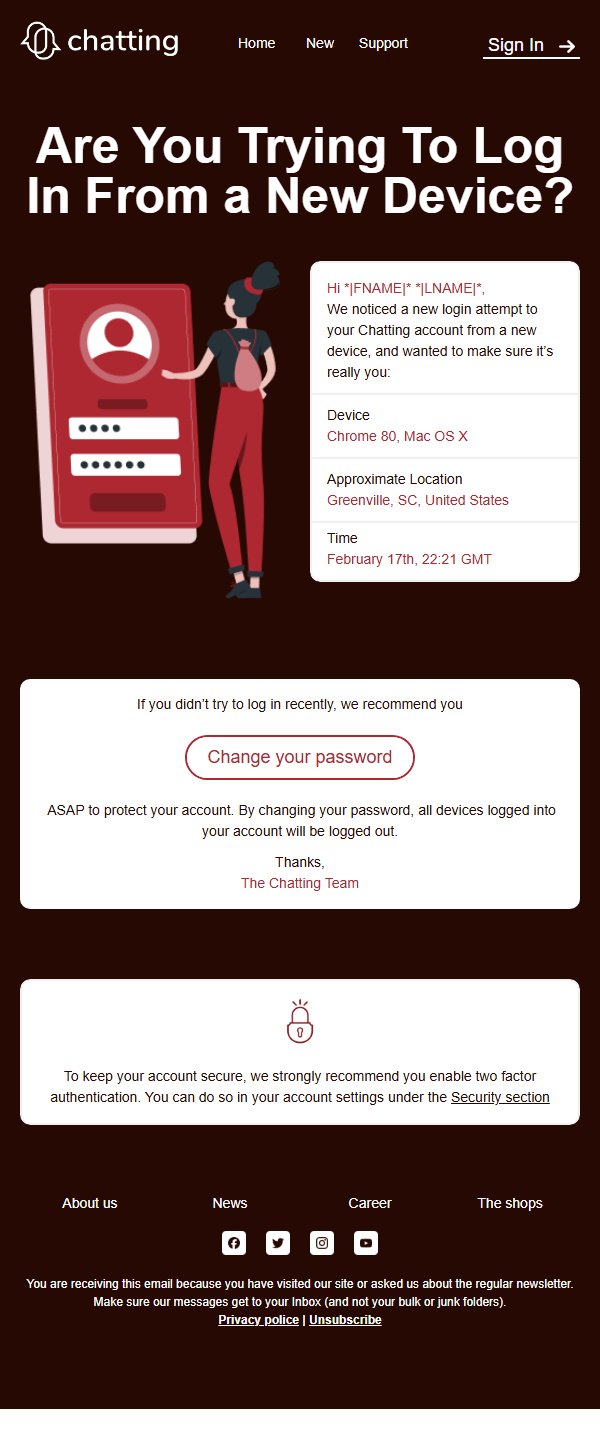 chatting
Home New Support Sign In
Are You Trying To Log
In From a New Device?
Hi *|FNAME|* *|LNAME|*,
We noticed a new login attempt to
your Chatting account from a new
device, and wanted to make sure it’s
really you:
Device
Chrome 80, Mac OS X
Approximate Location
Greenville, SC, United States
Time
February 17th, 22:21 GMT
If you didn’t try to log in recently, we recommend you
Change your password
ASAP to protect your account. By changing your password, all devices logged into
your account will be logged out.
Thanks,
The Chatting Team
To keep your account secure, we strongly recommend you enable two factor
authentication. You can do so in your account settings under the Security section
About us News Career The shops
You are receiving this email because you have visited our site or asked us about the regular newsletter.
Make sure our messages get to your Inbox (and not your bulk or junk folders).
Privacy police | Unsubscribe